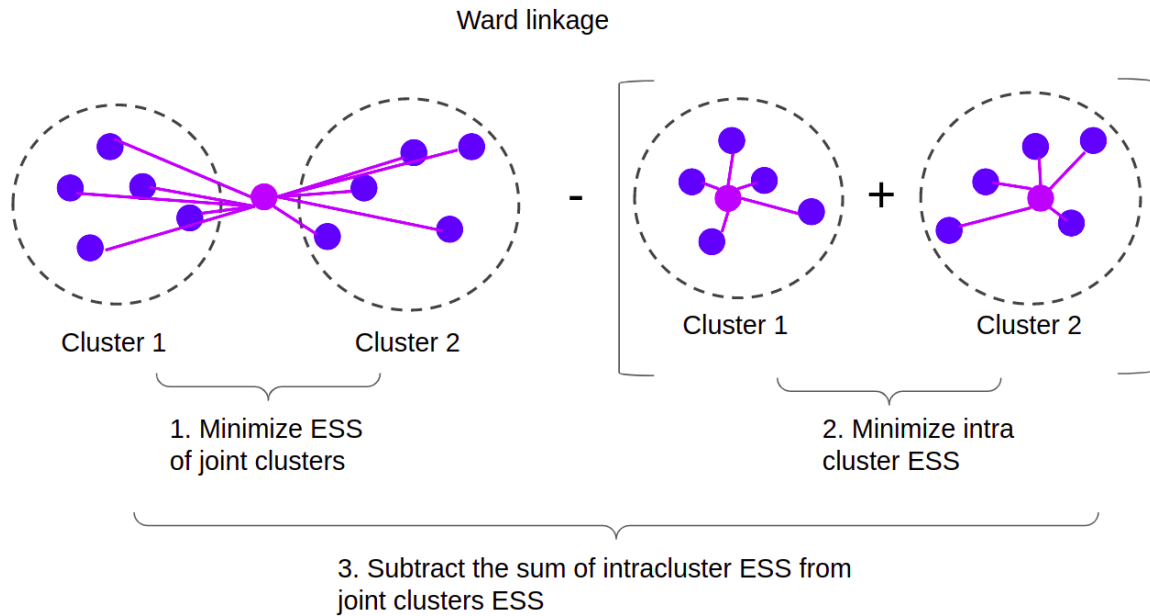 Ward linkage
-
+
Cluster 1
Cluster 2
Cluster 1
Cluster 2
1. Minimize ESS
of joint clusters
2. Minimize intra
cluster ESS
3. Subtract the sum of intracluster ESS from
joint clusters ESS